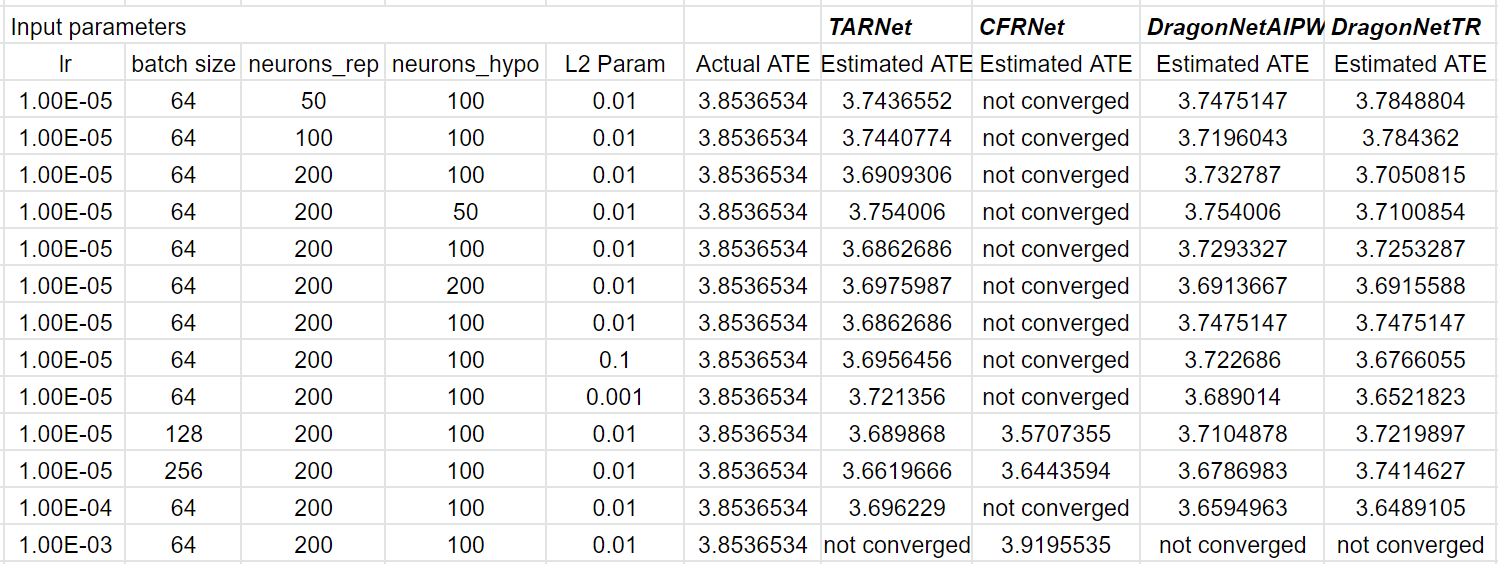 Input parameters TARNet CFRNet DragonNetAIPW DragonNetTR
lr batch size neurons_rep neurons_hypo L2 Param Actual ATE Estimated ATE Estimated ATE Estimated ATE Estimated ATE
1.00E-05 64 50 100 0.01 3.8536534 3.7436552 not converged 3.7475147 3.7848804
1.00E-05 64 100 100 0.01 3.8536534 3.7440774 not converged 3.7196043 3.784362
1.00E-05 64 200 100 0.01 3.8536534 3.6909306 not converged 3.732787 3.7050815
1.00E-05 64 200 50 0.01 3.8536534 3.754006 not converged 3.754006 3.7100854
1.00E-05 64 200 100 0.01 3.8536534 3.6862686 not converged 3.7293327 3.7253287
1.00E-05 64 200 200 0.01 3.8536534 3.6975987 not converged 3.6913667 3.6915588
1.00E-05 64 200 100 0.01 3.8536534 3.6862686 not converged 3.7475147 3.7475147
1.00E-05 64 200 100 0.1 3.8536534 3.6956456 not converged 3.722686 3.6766055
1.00E-05 64 200 100 0.001 3.8536534 3.721356 not converged 3.689014 3.6521823
1.00E-05 128 200 100 0.01 3.8536534 3.689868 3.5707355 3.7104878 3.7219897
1.00E-05 256 200 100 0.01 3.8536534 3.6619666 3.6443594 3.6786983 3.7414627
1.00E-04 64 200 100 0.01 3.8536534 3.696229 not converged 3.6594963 3.6489105
1.00E-03 64 200 100 0.01 3.8536534 not converged 3.9195535 not converged not converged